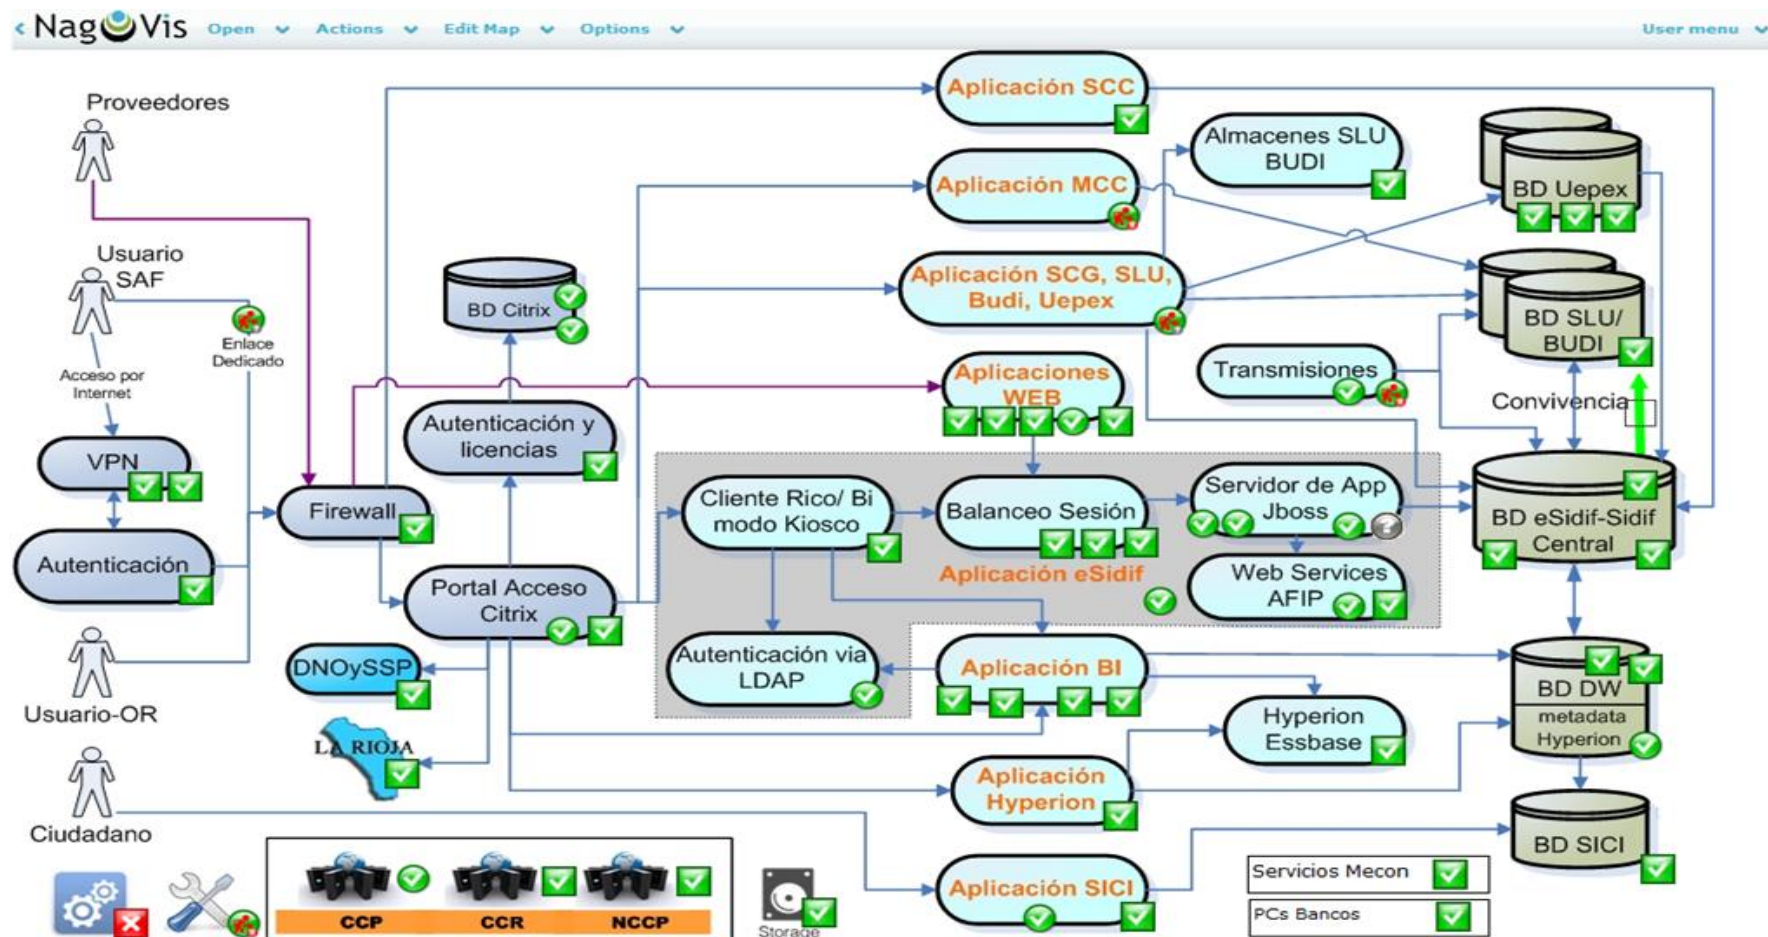 NagVis
Open
Actions
Edit Map
Options
User menu
Proveedores
Aplicación SCC
Almacenes SLU
BUDI
Aplicación MCC
BD Uepex
Usuario
SAF
BD Citrix
Aplicación SCG, SLU,
Budi, Uepex
BD SLU/
BUDI
Enlace
Dedicado
Acceso por
Internet
Aplicaciones
WEB
Transmisiones
Convivencia
Autenticación y
licencias
VPN
Firewall
Cliente Rico/ Bi
modo Kiosco
Balanceo Sesión
Servidor de App
Jboss
BD eSidif-Sidif
Central
Autenticación
Portal Acceso
Citrix
Aplicación eSidif
Web Services
AFIP
DNOySSP
Autenticación via
LDAP
Aplicación BI
BD DW
metadata
Hyperion
Usuario-OR
LA RIOJA
Hyperion
Essbase
Aplicación
Hyperion
Ciudadano
BD SICI
Aplicación SICI
Servicios Mecon
PCs Bancos
CCP
CCR
NCCP
Storage